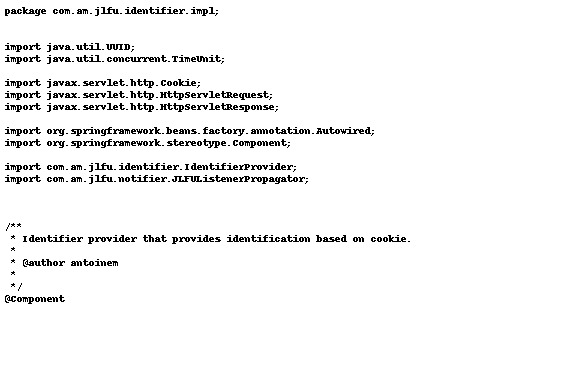 package com.am.jlfu.identifier.impl;
import java.util.UUID;
import java.util.concurrent.TimeUnit;
import javax.servlet.http.Cookie;
import javax.servlet.http.HttpServletRequest;
import javax.servlet.http.HttpServletResponse;
import org.springframework.beans.factory.annotation.Autowired;
import org.springframework.stereotype.Component;
import com.am.jlfu.identifier.IdentifierProvider;
import com.am.jlfu.notifier.JLFUListenerPropagator;
/**
 * Identifier provider that provides identification based on cookie.
 *
 * @author antoinem
 *
 */
@Component